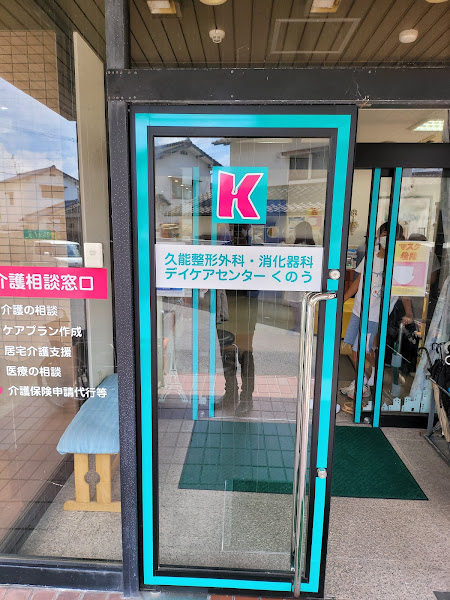 K
久能整形外科・消化器科
デイケアセンター くのう
介護相談窓口
介護の相談
ケアプラン作成
居宅介護支援
医療の相談
介護保険申請代行等
マスク